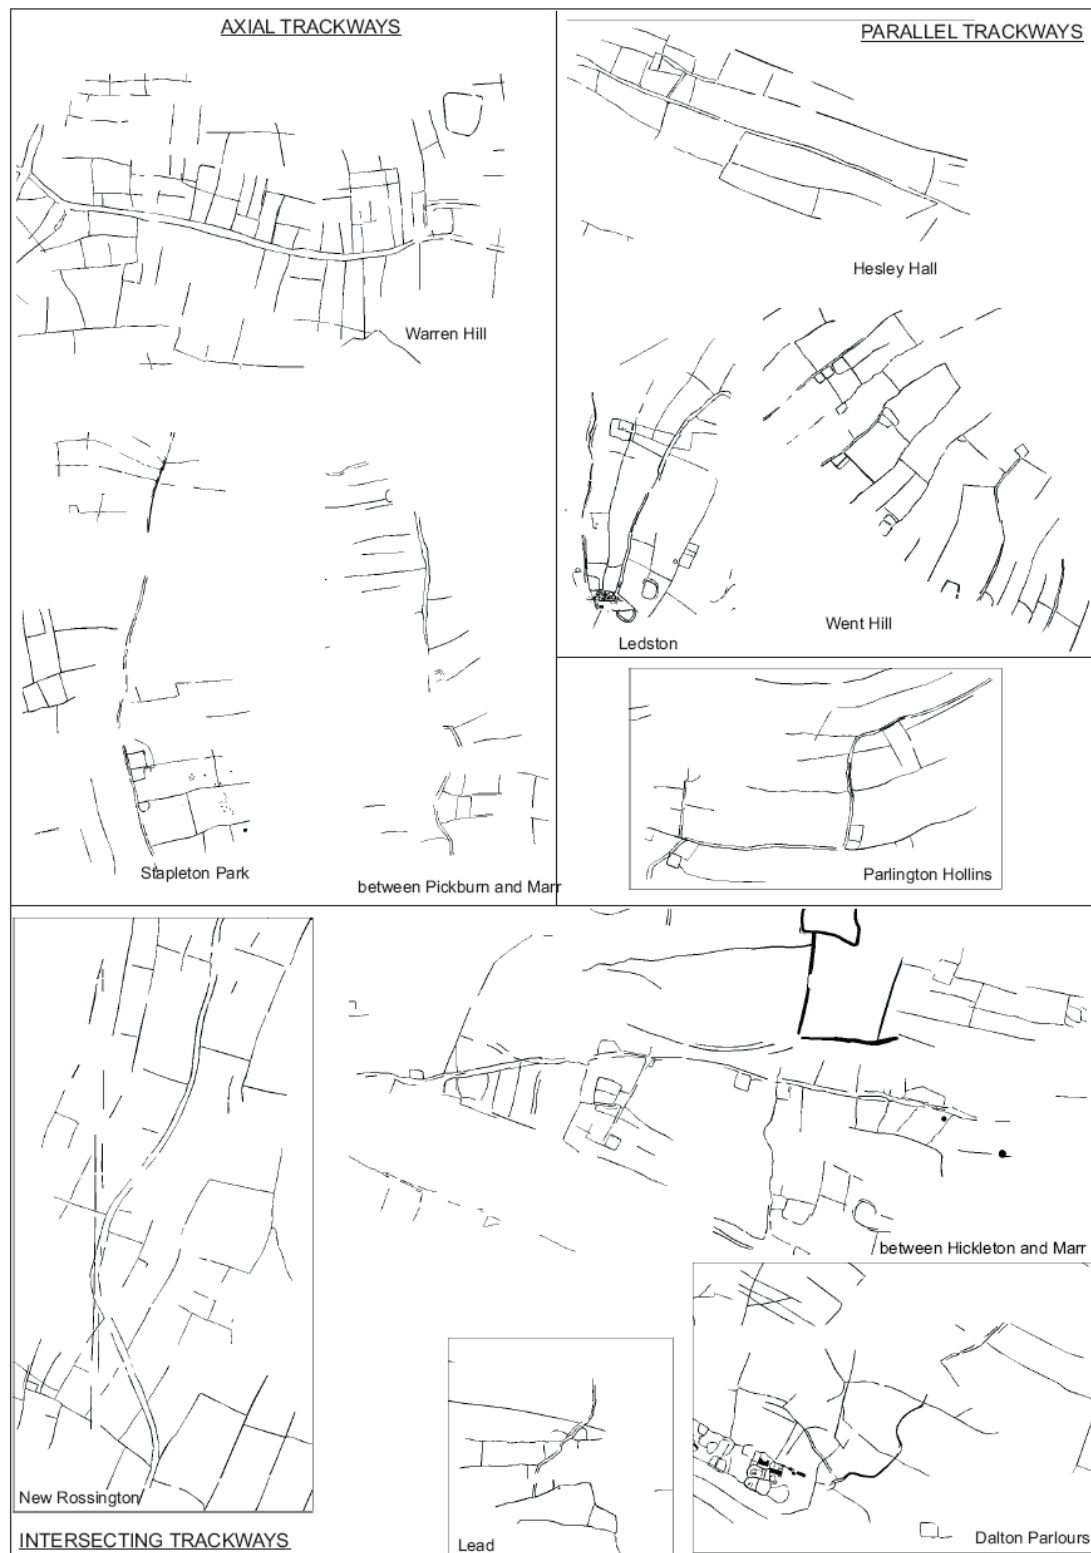 AXIAL TRACKWAYS
PARALLEL TRACKWAYS
Hesley Hall
Warren Hill
Went Hill
Ledston
Stapleton Park
between Pickburn and Marr
Parlington Hollins
between Hickleton and Marr
New Rossington
INTERSECTING TRACKWAYS
Lead
Dalton Parlours